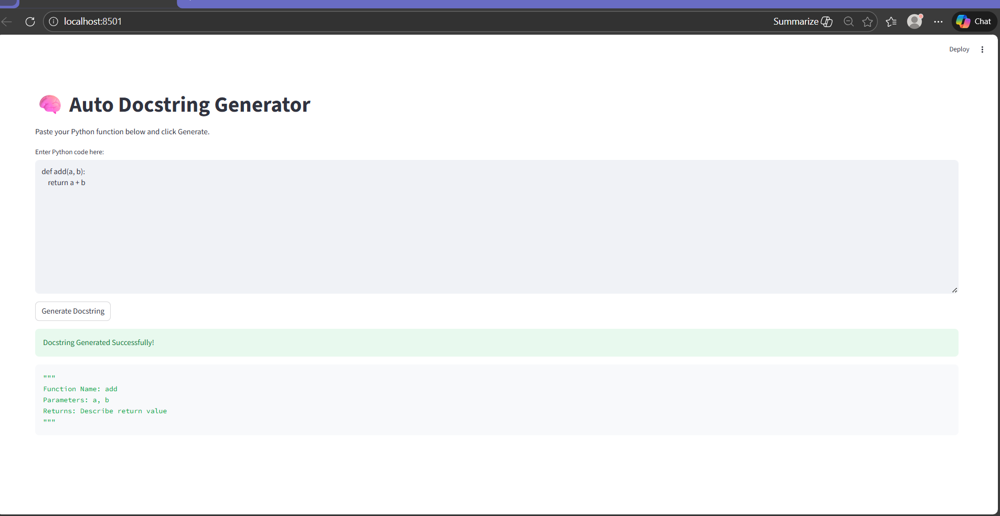 localhost:8501
Summarize
Chat
Deploy
Auto Docstring Generator
Paste your Python function below and click Generate.
Enter Python code here:
def add(a, b):
    return a + b
Generate Docstring
Docstring Generated Successfully!
"""
Function Name: add
Parameters: a, b
Returns: Describe return value
"""